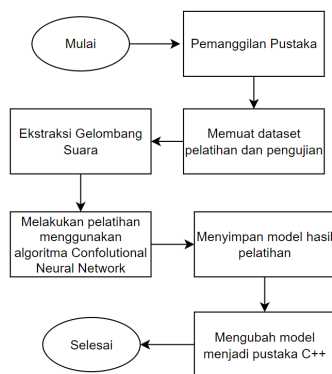 Mulai
Pemanggilan Pustaka
Memuat dataset
pelatihan dan pengujian
Ekstraksi Gelombang
Suara
Melakukan pelatihan
menggunakan
algoritma Confolutional
Neural Network
Menyimpan model hasil
pelatihan
Mengubah model
menjadi pustaka C++
Selesai